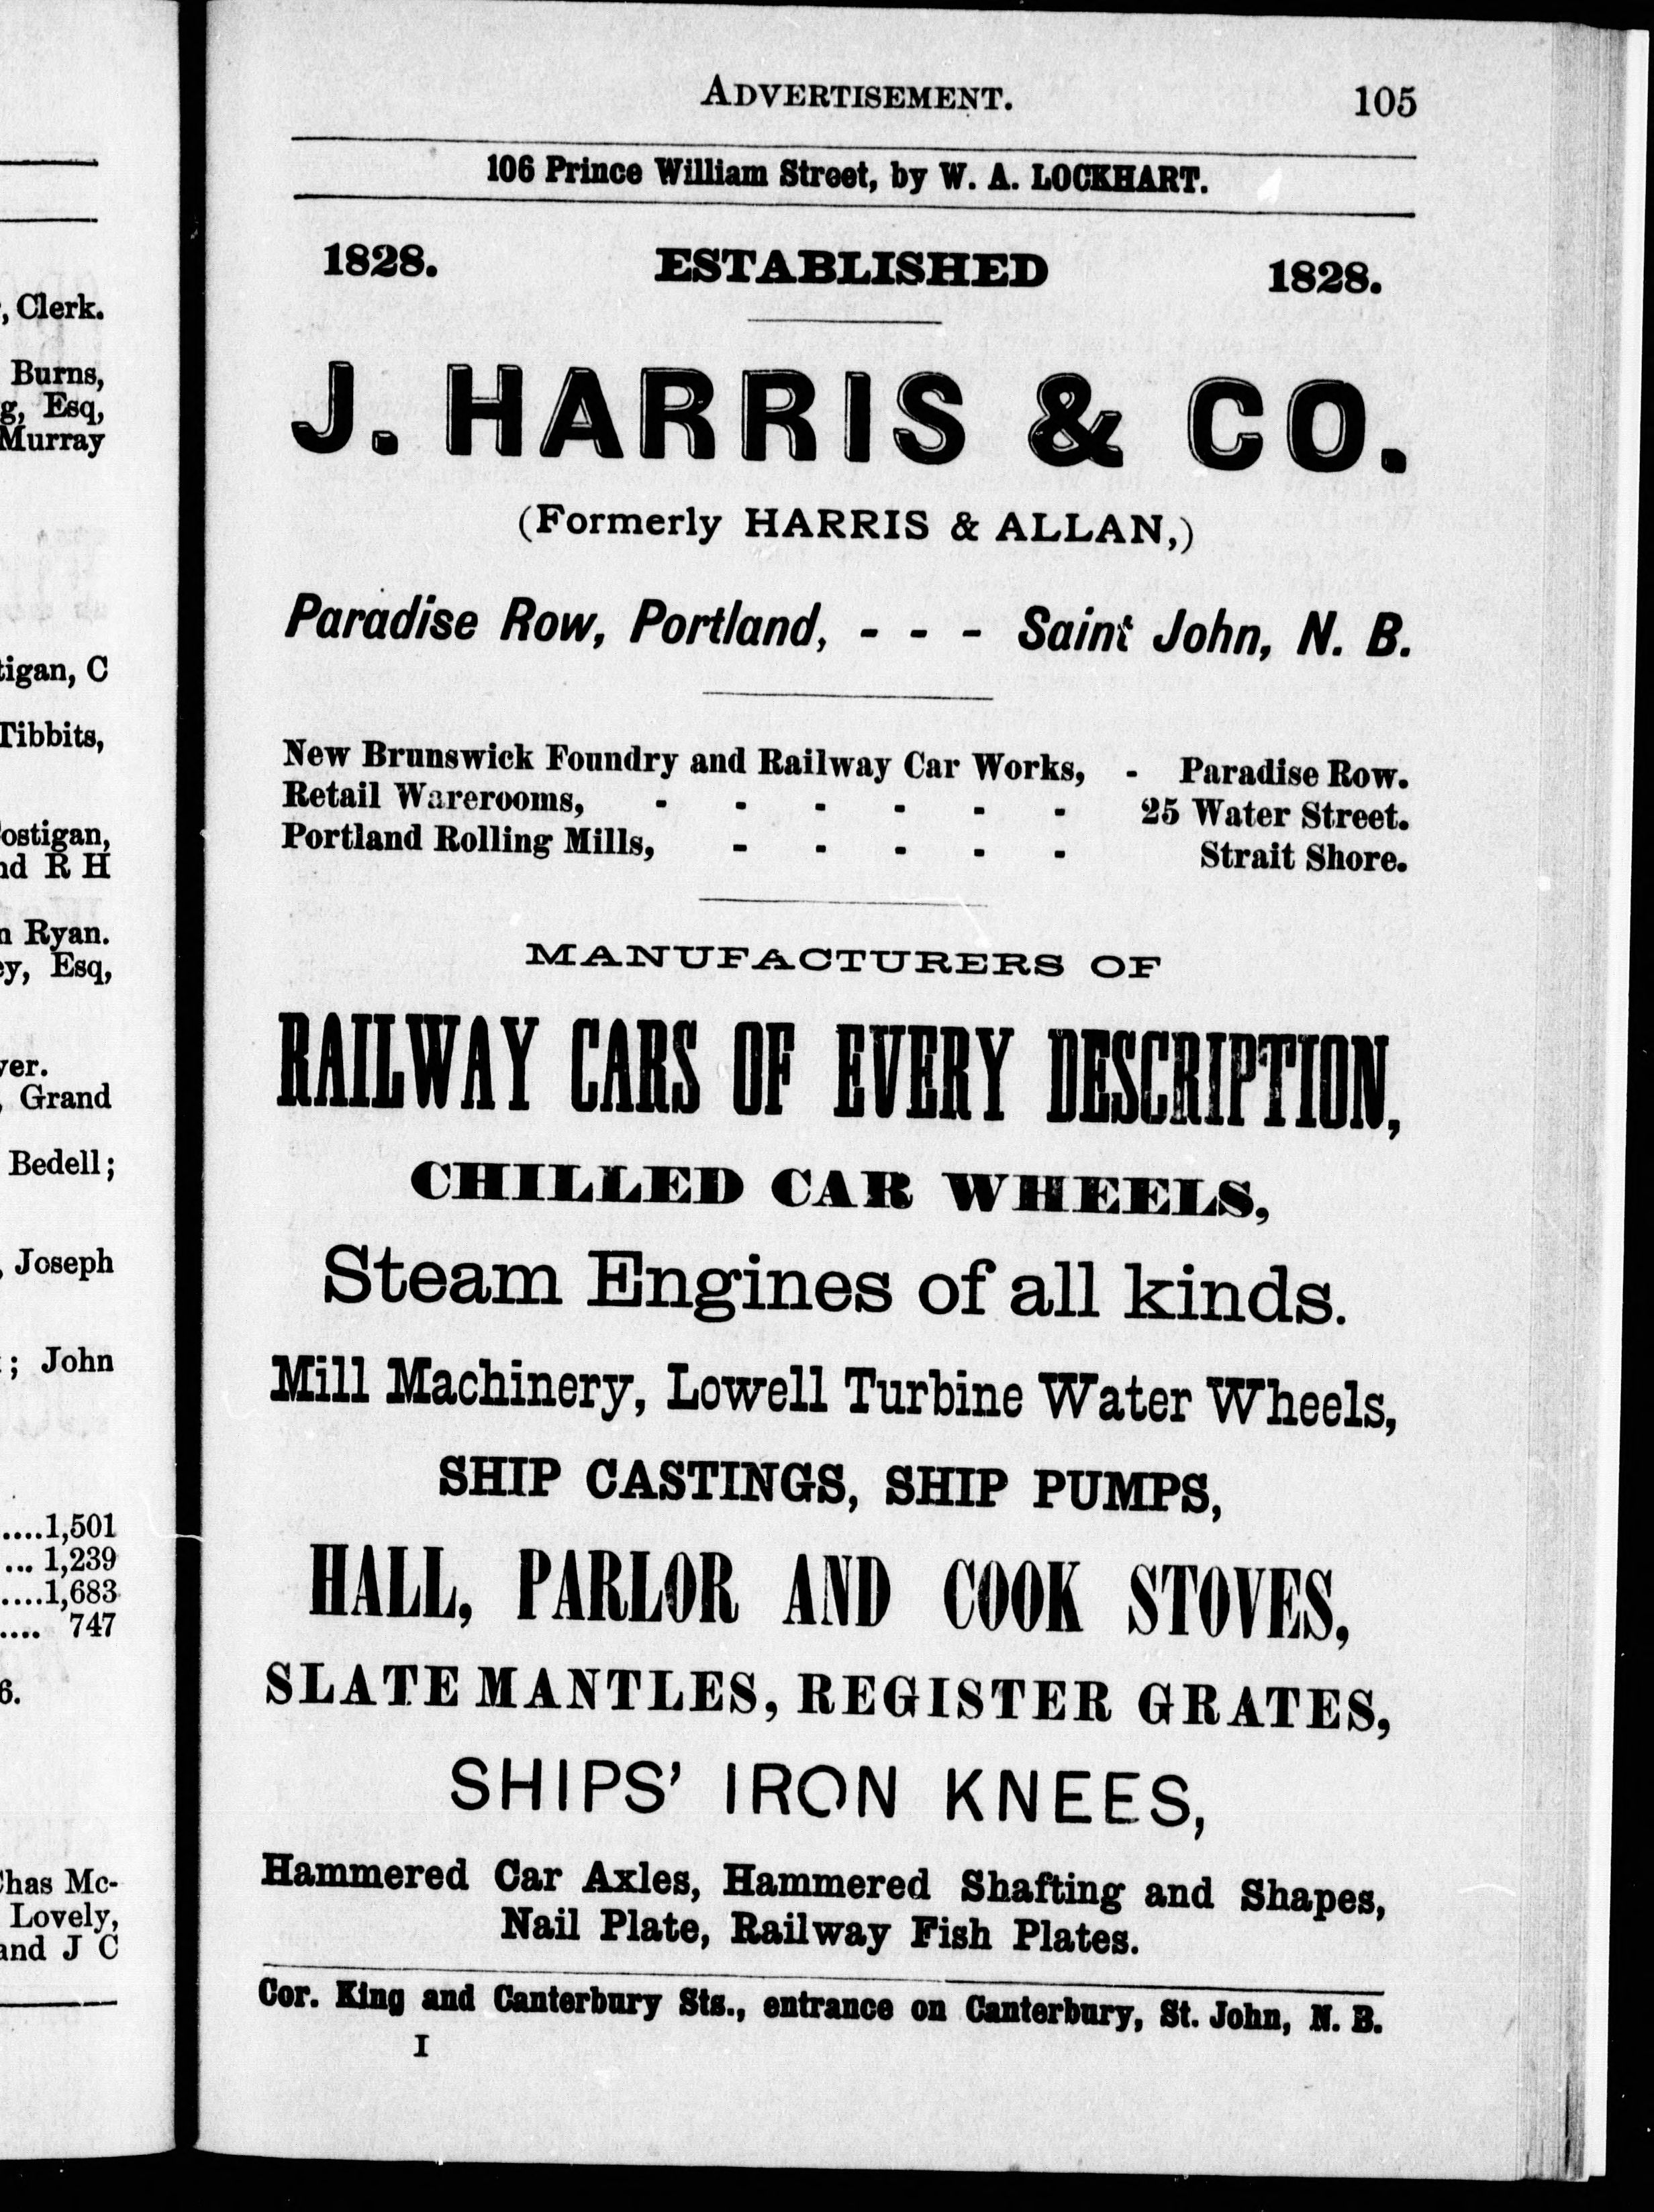 , Clerk.
Burns,
g, Esq,
Murray
tigan, C
Tibbits,
ostigan,
nd R H
n Ryan.
ey, Esq,
ver.
, Grand
Bedell;
, Joseph
; John
....1,501
... 1,239
....1,683
.... 747
6.
Chas Mc-
Lovely,
and J C
ADVERTISEMENT. 105
106 Prince William Street, by W. A. LOCKHART.
1828. ESTABLISHED 1828.
J. HARRIS & CO.
(Formerly HARRIS & ALLAN,)
Paradise Row, Portland, - - - Saint John, N. B.
New Brunswick Foundry and Railway Car Works, - Paradise Row.
Retail Warerooms, - - - - - - 25 Water Street.
Portland Rolling Mills, - - - - - Strait Shore.
MANUFACTURERS OF
RAILWAY CARS OF EVERY DESCRIPTION,
CHILLED CAR WHEELS,
Steam Engines of all kinds.
Mill Machinery, Lowell Turbine Water Wheels,
SHIP CASTINGS, SHIP PUMPS,
HALL, PARLOR AND COOK STOVES,
SLATE MANTLES, REGISTER GRATES,
SHIPS' IRON KNEES,
Hammered Car Axles, Hammered Shafting and Shapes,
Nail Plate, Railway Fish Plates.
Cor. King and Canterbury Sts., entrance on Canterbury, St. John, N. B.
I